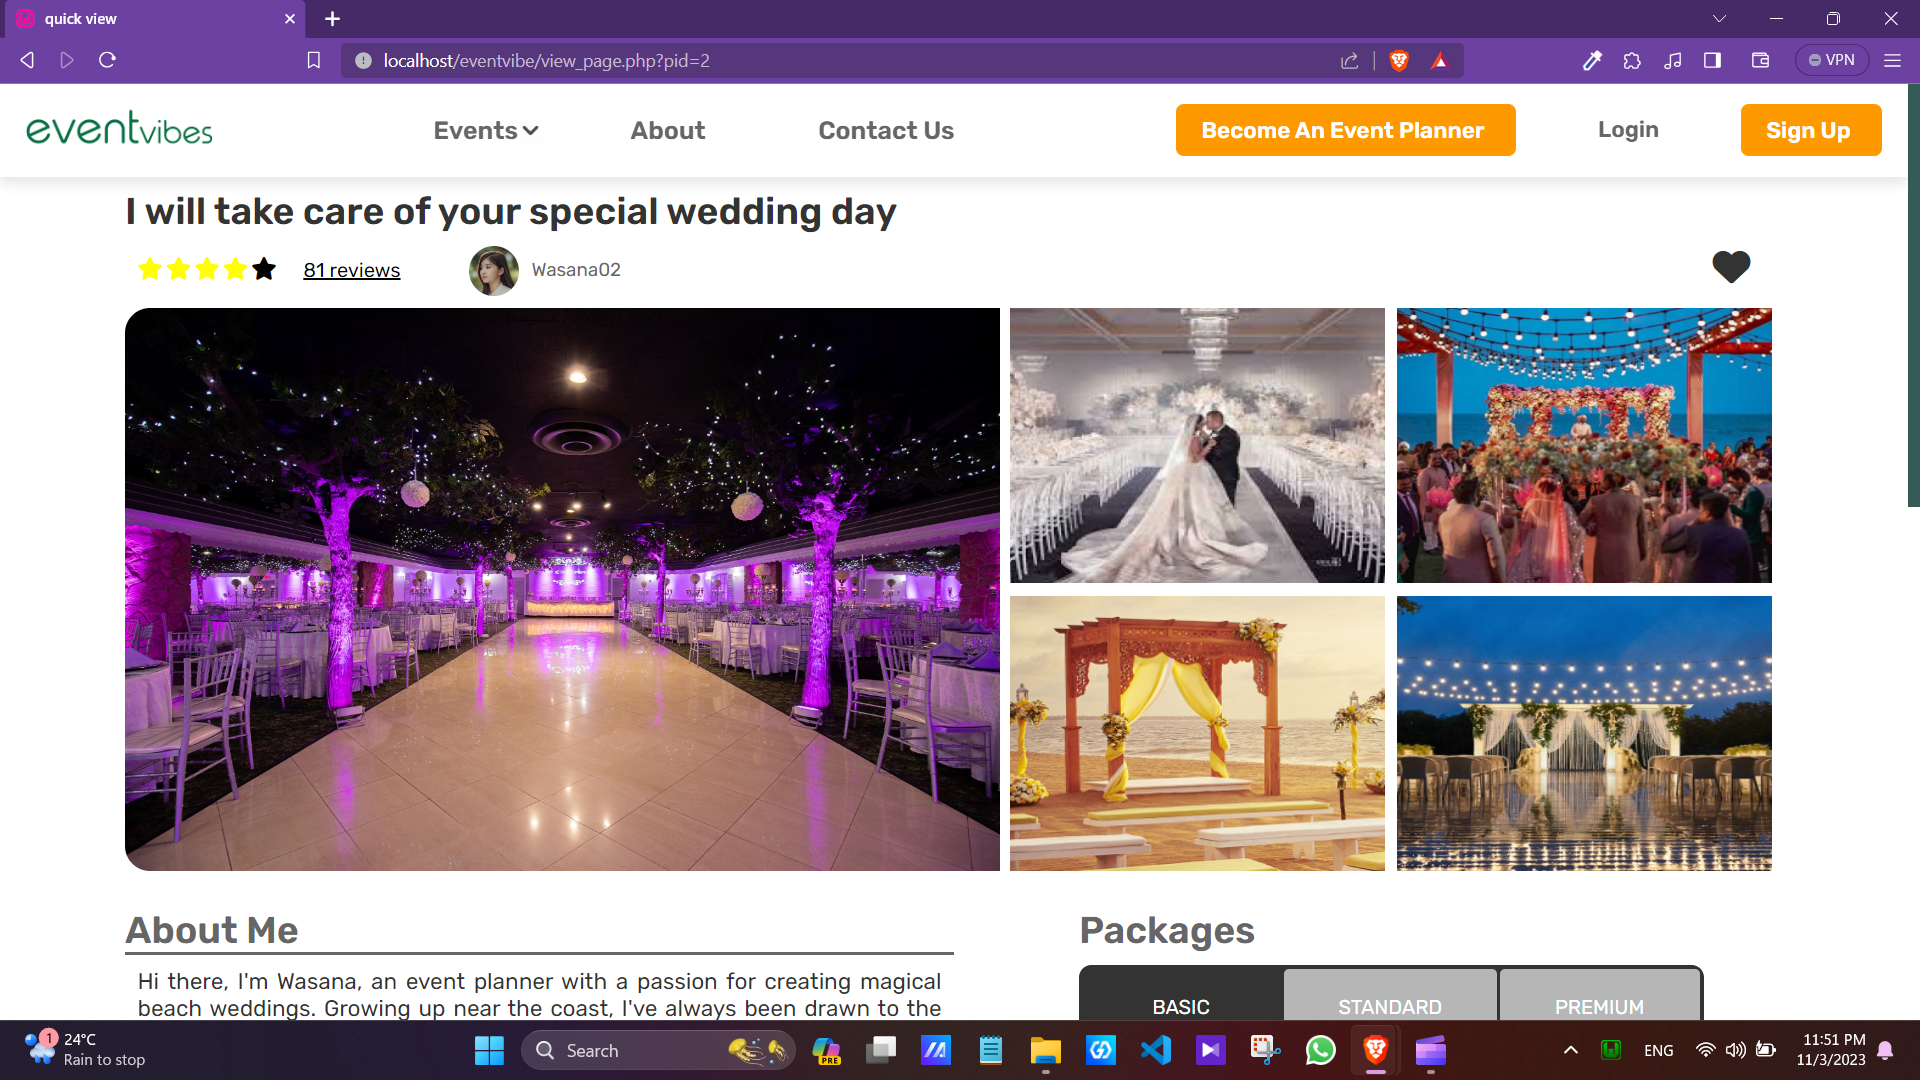 quick view
localhost/eventvibe/view_page.php?pid=2
VPN
eventvibes
Events
About
Contact Us
Become An Event Planner
Login
Sign Up
I will take care of your special wedding day
81 reviews
Wasana02
About Me
Hi there, I'm Wasana, an event planner with a passion for creating magical
beach weddings. Growing up near the coast, I've always been drawn to the
Packages
BASIC
STANDARD
PREMIUM
1
24°C
Rain to stop
Search
PRE
ENG
11:51 PM
11/3/2023